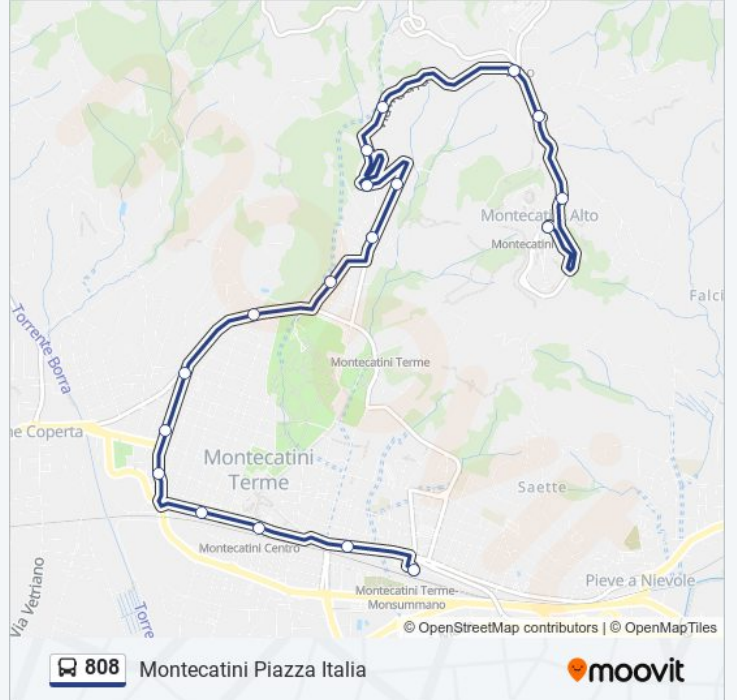 Montecatini Alto
Montecatini
Falci
Torrente Borra
Montecatini Terme
ne Coperta
Montecatini
Terme
Saette
Montecatini Centro
Via Vetriano
Pieve a Nievole
Montecatini Terme-
Monsummano
Torre
© OpenStreetMap contributors | © OpenMapTiles
808 Montecatini Piazza Italia
moovit